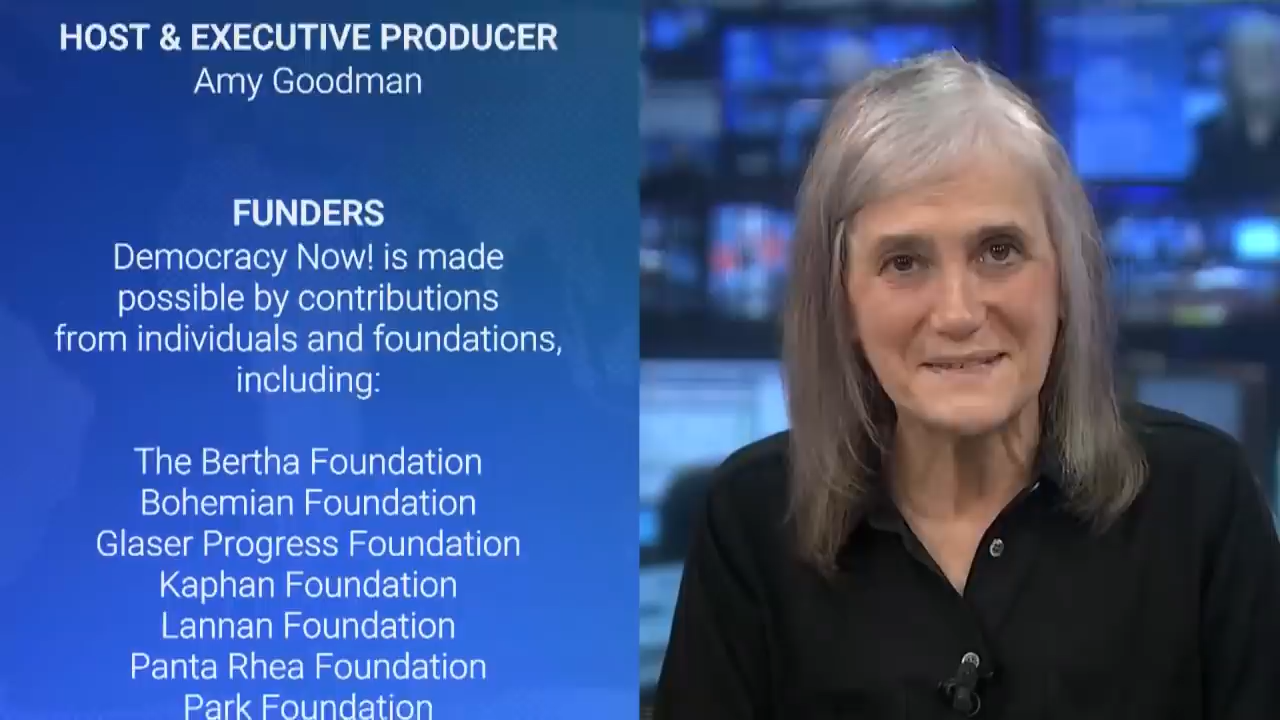 HOST & EXECUTIVE PRODUCER
Amy Goodman
FUNDERS
Democracy Now! is made
possible by contributions
from individuals and foundations,
including:
The Bertha Foundation
Bohemian Foundation
Glaser Progress Foundation
Kaphan Foundation
Lannan Foundation
Panta Rhea Foundation
Park Foundation